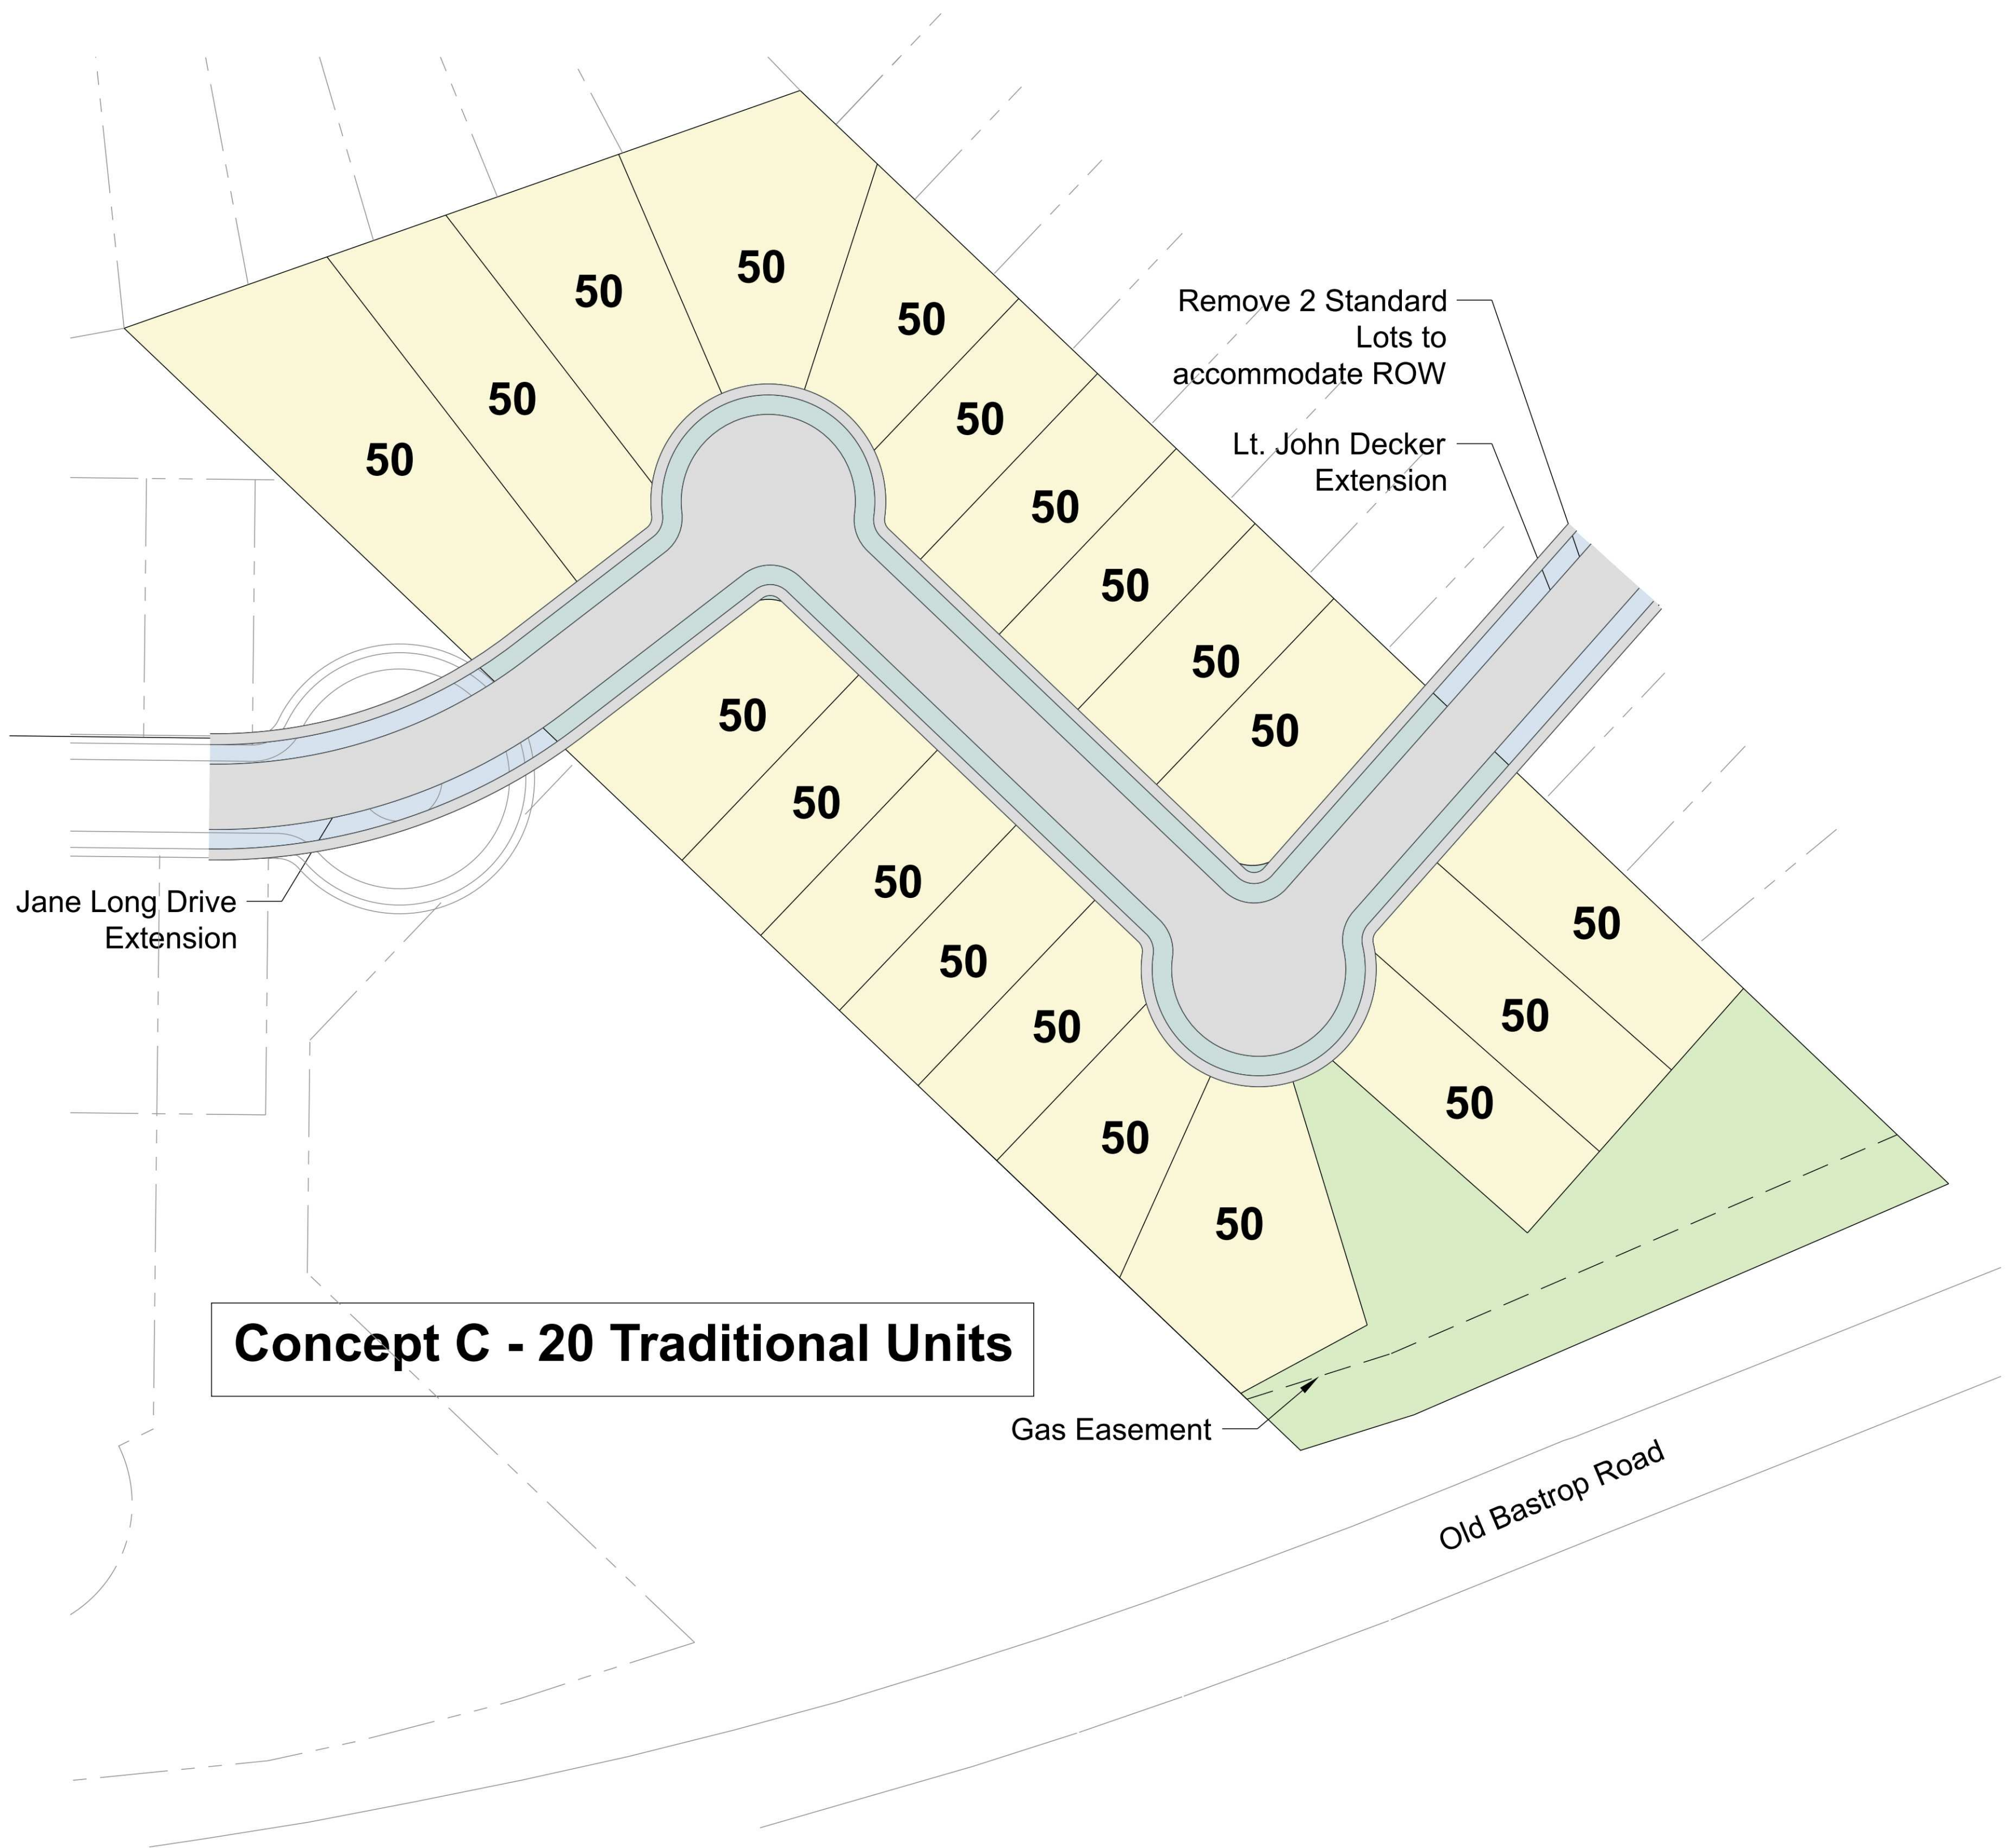 50
50
Remove 2 Standard
Lots to
accommodate ROW
50
50
50
50
50
Lt. John Decker
Extension
50
50
50
50
50
50
50
Jane Long Drive
Extension
50
50
50
50
50
50
50
Concept C - 20 Traditional Units
Gas Easement
Old Bastrop Road